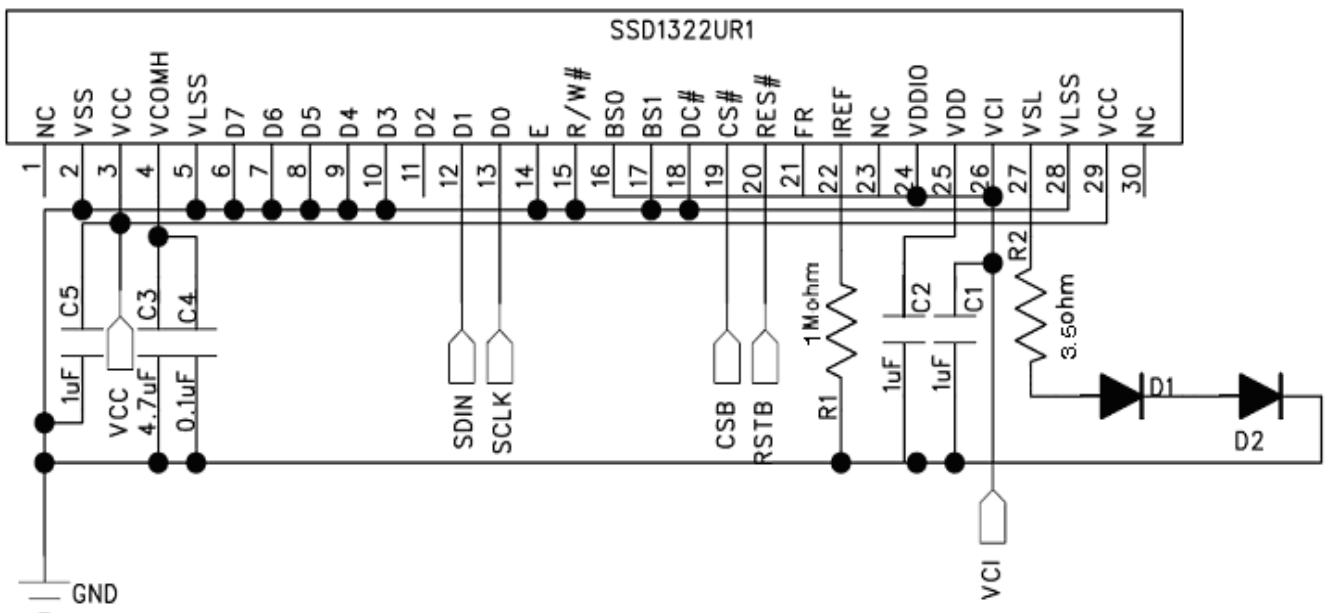 SSD1322UR1
NC
VSS
VCC
VCOMH
VLSS
D7
D6
D5
D4
D3
D2
D1
D0
E
R/W#
BS0
BS1
DC#
CS#
RES#
FR
IREF
NC
VDDIO
VDD
VCI
VSL
VLSS
VCC
NC
1
2
3
4
5
6
7
8
9
10
11
12
13
14
15
16
17
18
19
20
21
22
23
24
25
26
27
28
29
30
C5
1uF
VCC
C3
4.7uF
C4
0.1uF
SDIN
SCLK
CSB
RSTB
1Mohm
R1
C2
1uF
C1
1uF
R2
3.5ohm
D1
D2
VCI
GND